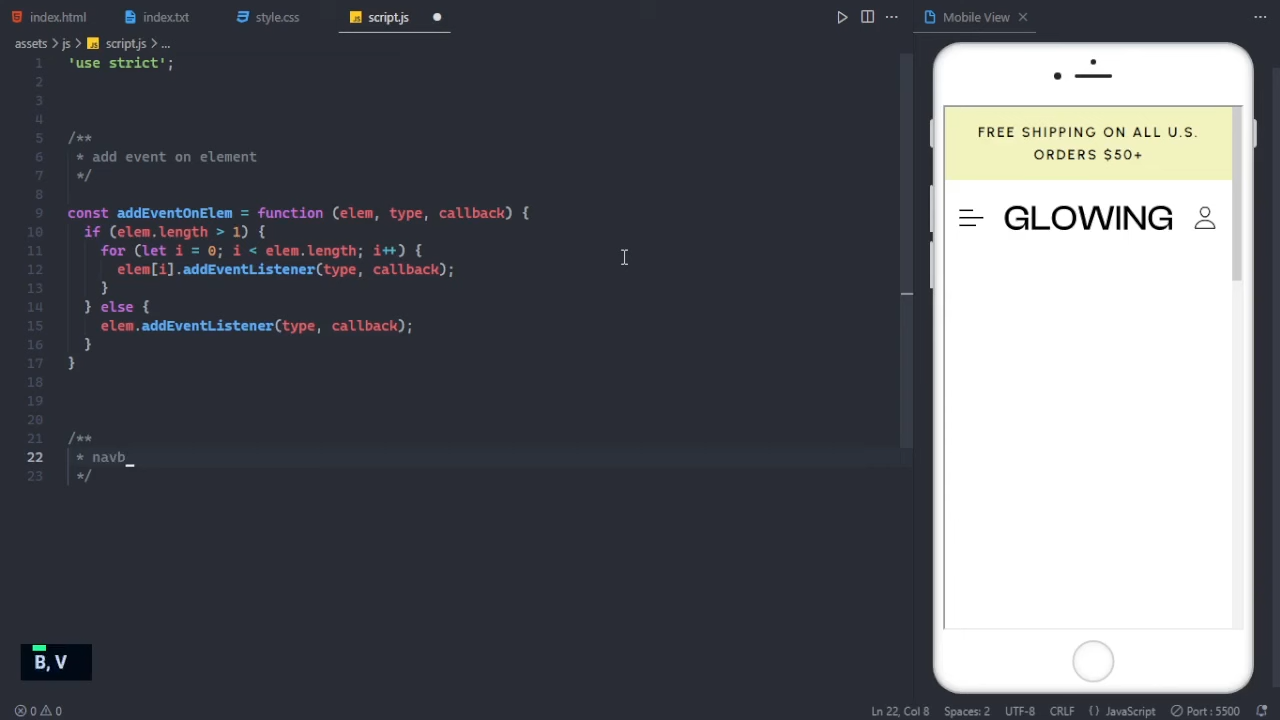 index.html
index.txt
style.css
script.js
Mobile View
assets > js > script.js > ...
1 'use strict';
2
3
4
5 /**
6 * add event on element
7 */
8
9 const addEventOnElem = function (elem, type, callback) {
10 if (elem.length > 1) {
11 for (let i = 0; i < elem.length; i++) {
12 elem[i].addEventListener(type, callback);
13 }
14 } else {
15 elem.addEventListener(type, callback);
16 }
17 }
18
19
20
21 /**
22 * navb_
23 */
FREE SHIPPING ON ALL U.S.
ORDERS $50+
GLOWING
B, V
0 0
Ln 22, Col 8
Spaces: 2
UTF-8
CRLF
{} JavaScript
Port : 5500